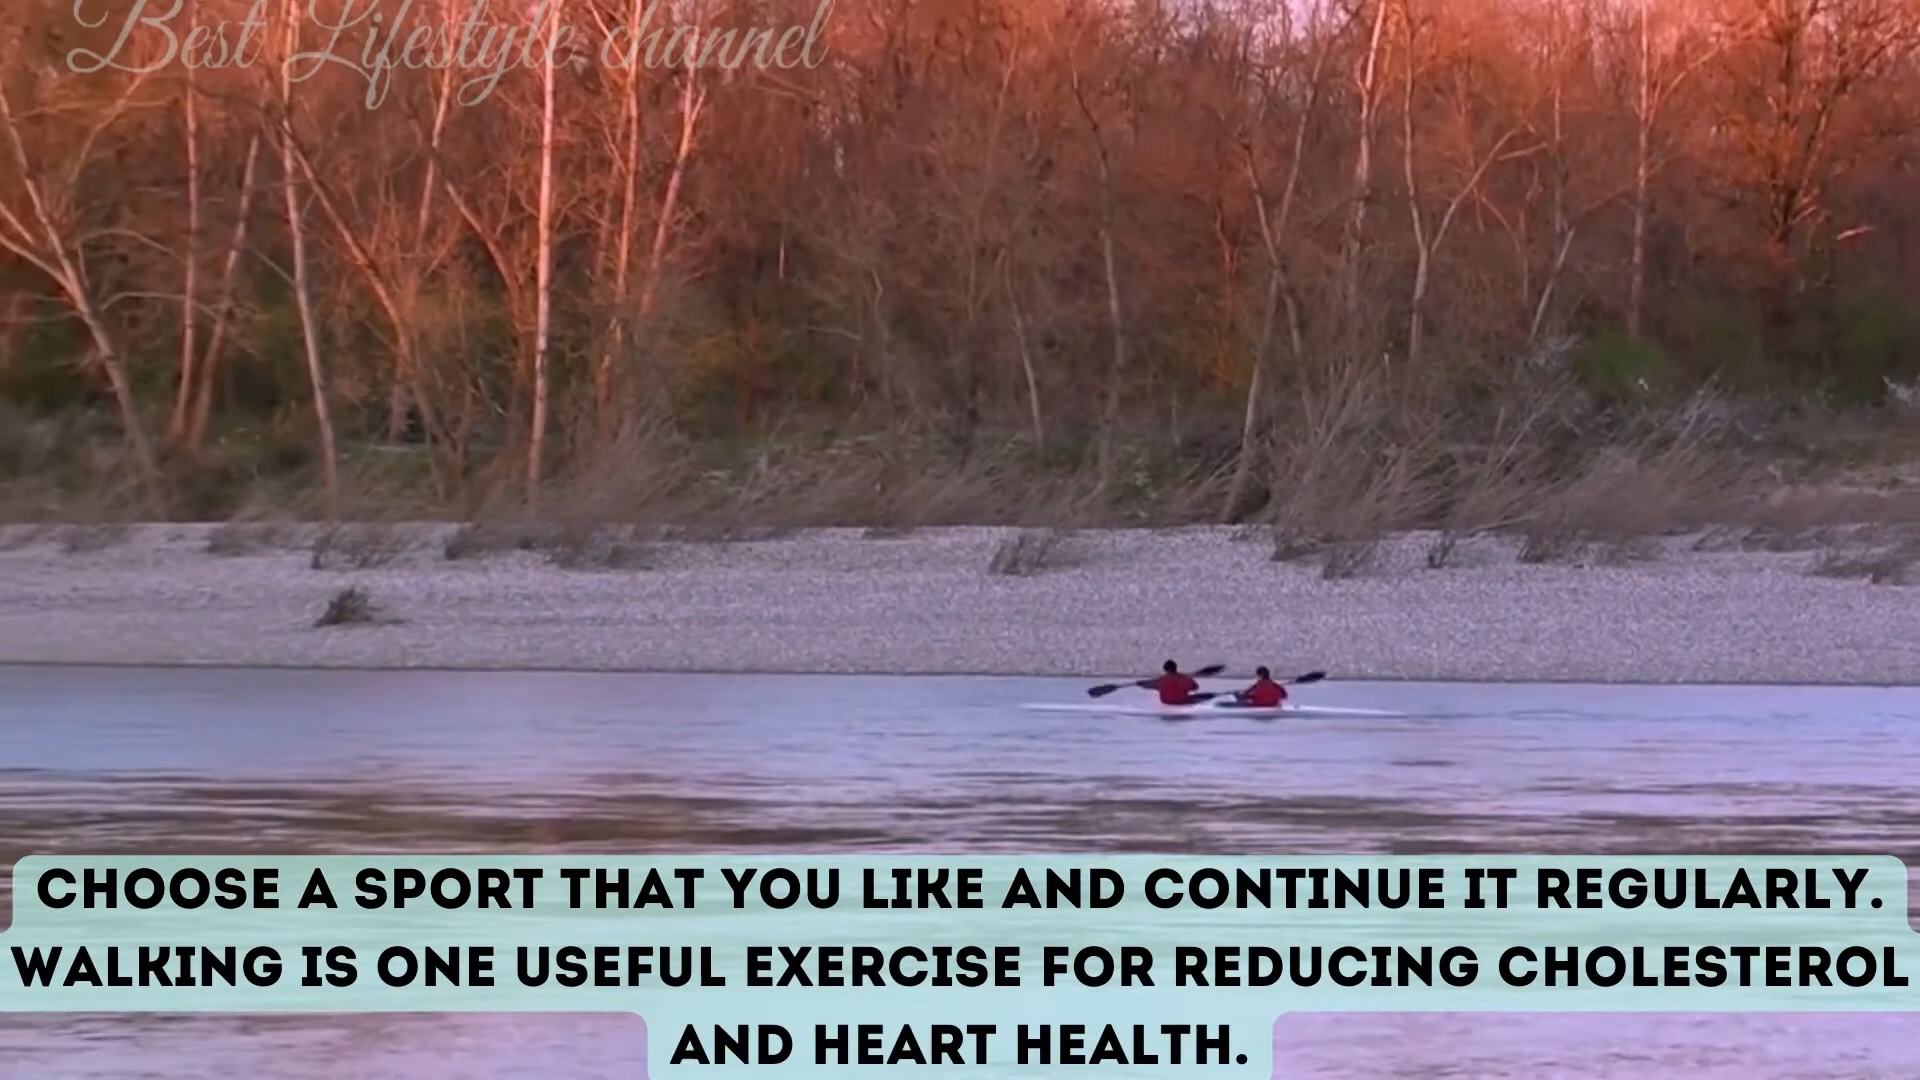 Best Lifestyle channel
CHOOSE A SPORT THAT YOU LIKE AND CONTINUE IT REGULARLY.
WALKING IS ONE USEFUL EXERCISE FOR REDUCING CHOLESTEROL
AND HEART HEALTH.